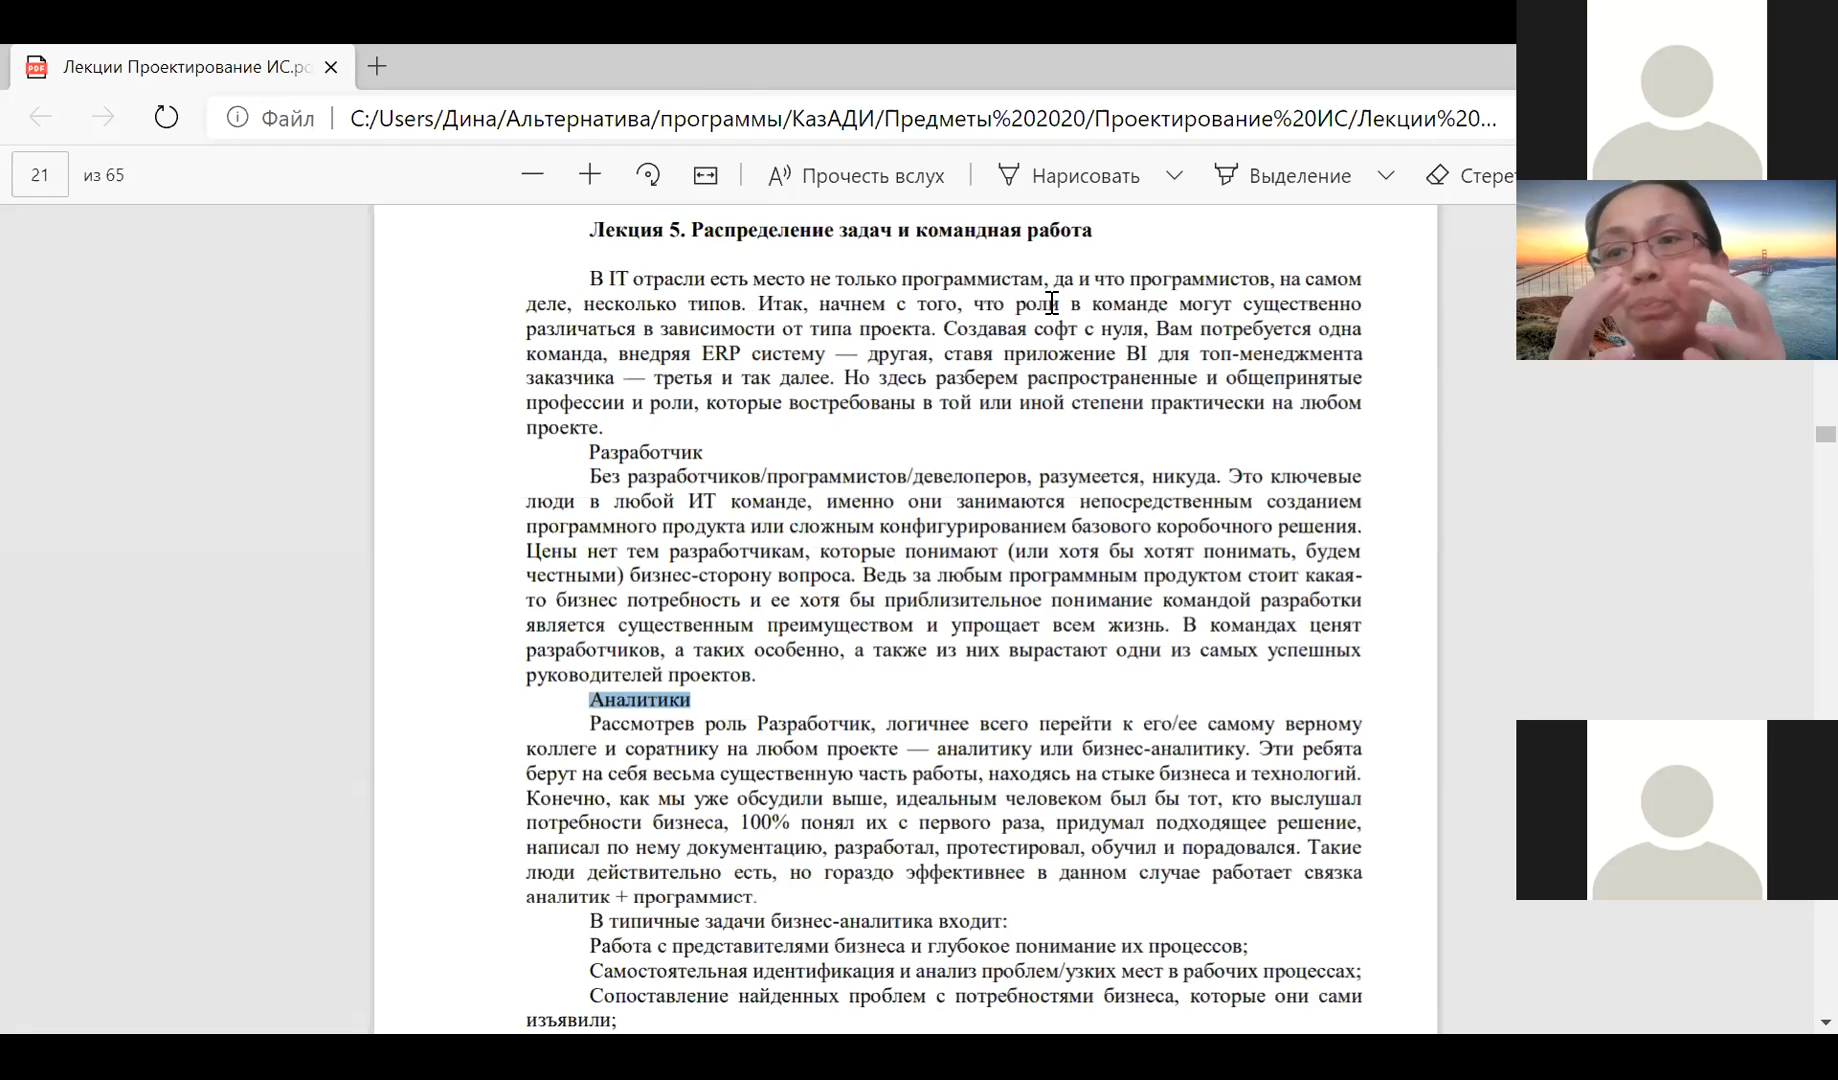 Лекции Проектирование ИС.pc
Файл
C:/Users/Дина/Альтернатива/программы/КазАДИ/Предметы%202020/Проектирование%20ИС/Лекции%20...
21 из 65
Прочесть вслух
Нарисовать
Выделение
Стерет
Лекция 5. Распределение задач и командная работа
В IT отрасли есть место не только программистам, да и что программистов, на самом
деле, несколько типов. Итак, начнем с того, что роли в команде могут существенно
различаться в зависимости от типа проекта. Создавая софт с нуля, Вам потребуется одна
команда, внедряя ERP систему — другая, ставя приложение BI для топ-менеджмента
заказчика — третья и так далее. Но здесь разберем распространенные и общепринятые
профессии и роли, которые востребованы в той или иной степени практически на любом
проекте.
Разработчик
Без разработчиков/программистов/девелоперов, разумеется, никуда. Это ключевые
люди в любой ИТ команде, именно они занимаются непосредственным созданием
программного продукта или сложным конфигурированием базового коробочного решения.
Цены нет тем разработчикам, которые понимают (или хотя бы хотят понимать, будем
честными) бизнес-сторону вопроса. Ведь за любым программным продуктом стоит какая-
то бизнес потребность и ее хотя бы приблизительное понимание командой разработки
является существенным преимуществом и упрощает всем жизнь. В командах ценят
разработчиков, а таких особенно, а также из них вырастают одни из самых успешных
руководителей проектов.
Аналитики
Рассмотрев роль Разработчик, логичнее всего перейти к его/ее самому верному
коллеге и соратнику на любом проекте — аналитику или бизнес-аналитику. Эти ребята
берут на себя весьма существенную часть работы, находясь на стыке бизнеса и технологий.
Конечно, как мы уже обсудили выше, идеальным человеком был бы тот, кто выслушал
потребности бизнеса, 100% понял их с первого раза, придумал подходящее решение,
написал по нему документацию, разработал, протестировал, обучил и порадовался. Такие
люди действительно есть, но гораздо эффективнее в данном случае работает связка
аналитик + программист.
В типичные задачи бизнес-аналитика входит:
Работа с представителями бизнеса и глубокое понимание их процессов;
Самостоятельная идентификация и анализ проблем/узких мест в рабочих процессах;
Сопоставление найденных проблем с потребностями бизнеса, которые они сами
изъявили;